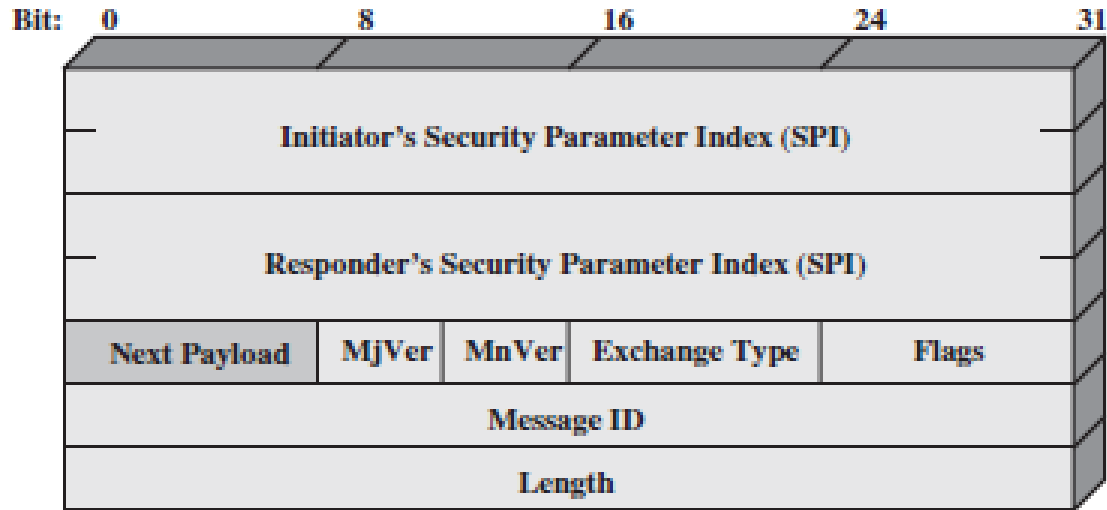 Bit: 0 8 16 24 31
Initiator's Security Parameter Index (SPI)
Responder's Security Parameter Index (SPI)
Next Payload MjVer MnVer Exchange Type Flags
Message ID
Length